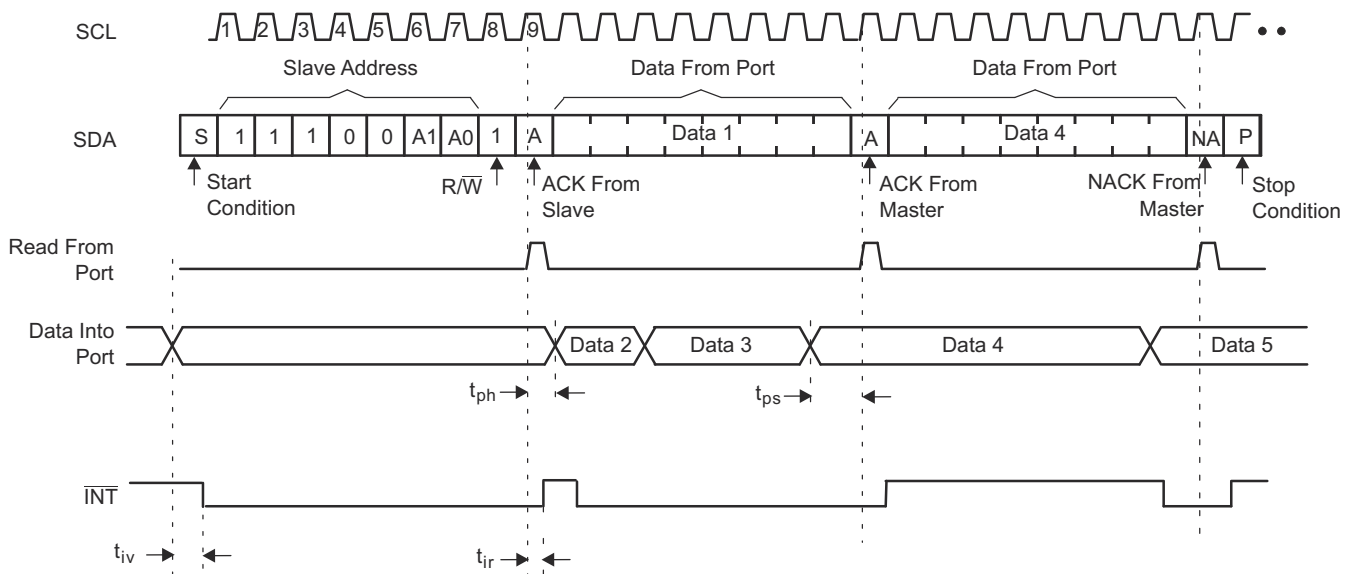 SCL
1 2 3 4 5 6 7 8 9
Slave Address
Data From Port
Data From Port
SDA
S 1 1 1 0 0 A1 A0 1 A Data 1 A Data 4 NA P
Start
Condition
R/W̅
ACK From
Slave
ACK From
Master
NACK From
Master
Stop
Condition
Read From
Port
Data Into
Port
Data 2 Data 3 Data 4 Data 5
tph
tps
I̅N̅T̅
tiv
tir